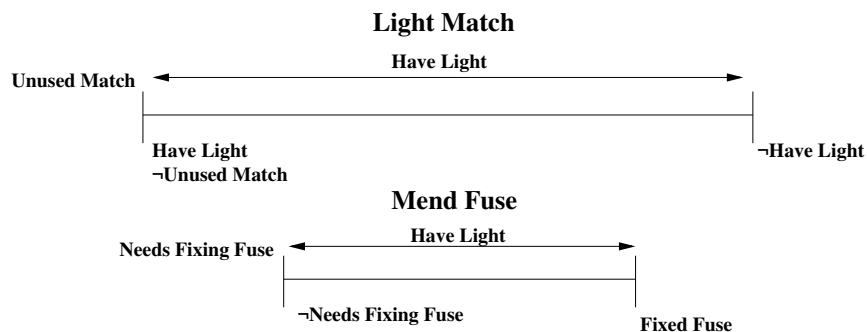 Light Match
Have Light
Unused Match
Have Light
¬Unused Match
¬Have Light
Mend Fuse
Have Light
Needs Fixing Fuse
¬Needs Fixing Fuse
Fixed Fuse